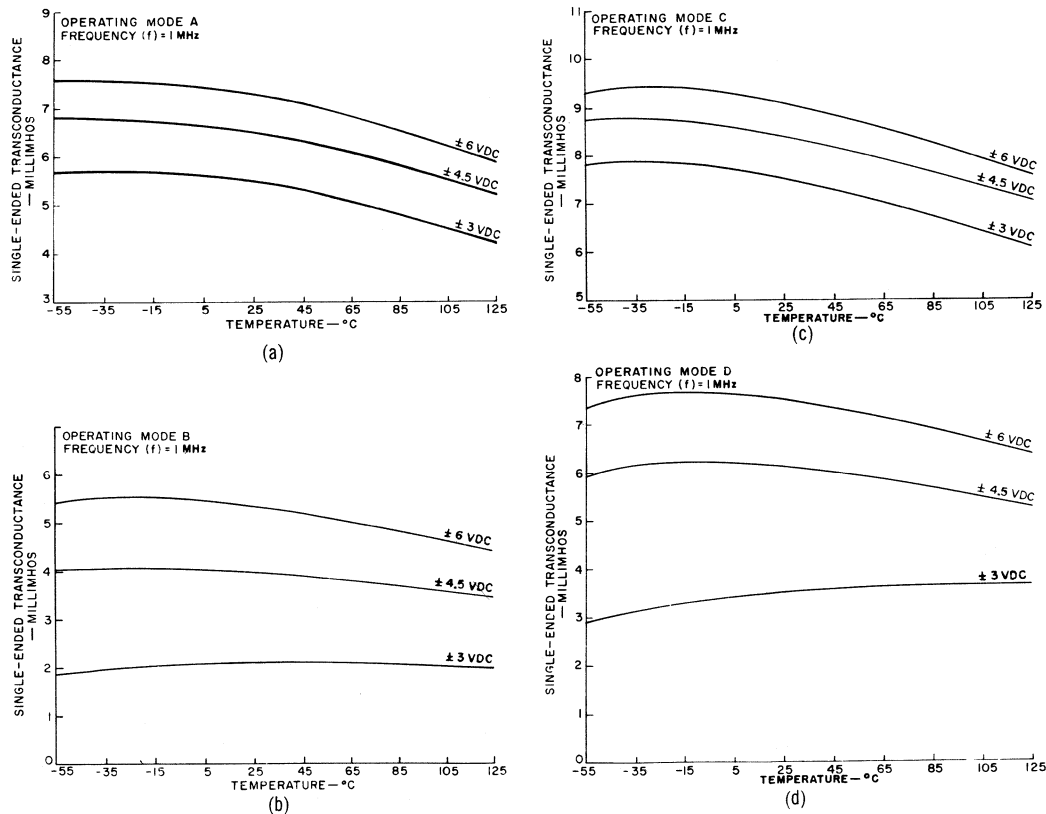 OPERATING MODE A
FREQUENCY (f) = 1 MHz
SINGLE-ENDED TRANSCONDUCTANCE
— MILLIMHOS
9
8
7
6
5
4
3
± 6 VDC
± 4.5 VDC
± 3 VDC
-55 -35 -15 5 25 45 65 85 105 125
TEMPERATURE — °C
(a)
OPERATING MODE C
FREQUENCY (f) = 1 MHz
SINGLE-ENDED TRANSCONDUCTANCE
— MILLIMHOS
11
10
9
8
7
6
5
± 6 VDC
± 4.5 VDC
± 3 VDC
-55 -35 -15 5 25 45 65 85 105 125
TEMPERATURE — °C
(c)
OPERATING MODE B
FREQUENCY (f) = 1 MHz
SINGLE-ENDED TRANSCONDUCTANCE
— MILLIMHOS
6
5
4
3
2
1
0
± 6 VDC
± 4.5 VDC
± 3 VDC
-55 -35 -15 5 25 45 65 85 105 125
TEMPERATURE — °C
(b)
OPERATING MODE D
FREQUENCY (f) = 1 MHz
SINGLE-ENDED TRANSCONDUCTANCE
— MILLIMHOS
8
7
6
5
4
3
2
1
0
± 6 VDC
± 4.5 VDC
± 3 VDC
-55 -35 -15 5 25 45 65 85 105 125
TEMPERATURE — °C
(d)